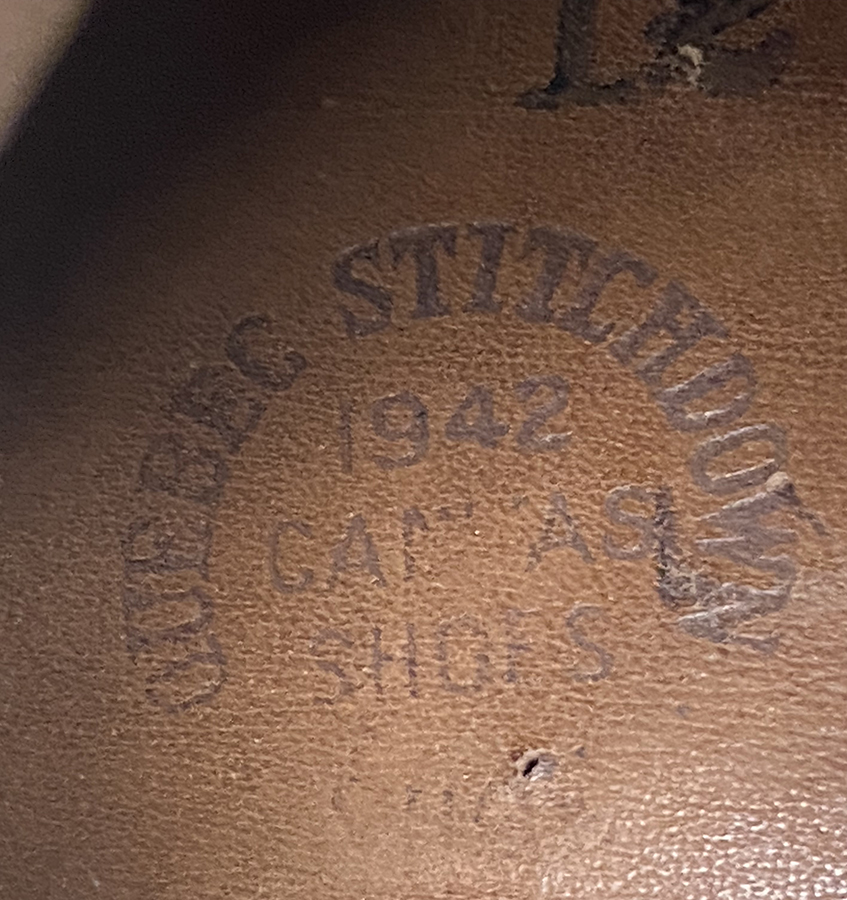 12
QUEBEC STITCHDOWN
1942
CANVAS
SHOES